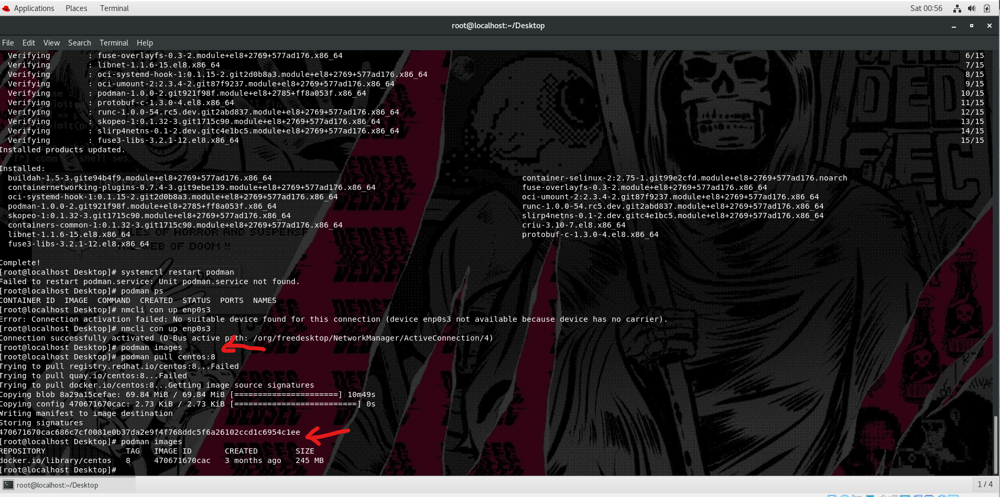 Applications Places Terminal Sat 00:56
root@localhost:~/Desktop
File Edit View Search Terminal Help
Verifying : fuse-overlayfs-0.3-2.module+el8+2769+577ad176.x86_64 6/15
Verifying : libnet-1.1.6-15.el8.x86_64 7/15
Verifying : oci-systemd-hook-1:0.1.15-2.git2d0b8a3.module+el8+2769+577ad176.x86_64 8/15
Verifying : oci-umount-2:2.3.4-2.git87f9237.module+el8+2769+577ad176.x86_64 9/15
Verifying : podman-1.0.0-2.git921f98f.module+el8+2785+ff8a053f.x86_64 10/15
Verifying : protobuf-c-1.3.0-4.el8.x86_64 11/15
Verifying : runc-1.0.0-54.rc5.dev.git2abd837.module+el8+2769+577ad176.x86_64 12/15
Verifying : skopeo-1:0.1.32-3.git1715c90.module+el8+2769+577ad176.x86_64 13/15
Verifying : slirp4netns-0.1-2.dev.gitc4e1bc5.module+el8+2769+577ad176.x86_64 14/15
Verifying : fuse3-libs-3.2.1-12.el8.x86_64 15/15
Installed products updated.
Installed:
buildah-1.5-3.gite94b4f9.module+el8+2769+577ad176.x86_64 container-selinux-2:2.75-1.git99e2cfd.module+el8+2769+577ad176.noarch
containernetworking-plugins-0.7.4-3.git9ebe139.module+el8+2769+577ad176.x86_64 fuse-overlayfs-0.3-2.module+el8+2769+577ad176.x86_64
oci-systemd-hook-1:0.1.15-2.git2d0b8a3.module+el8+2769+577ad176.x86_64 oci-umount-2:2.3.4-2.git87f9237.module+el8+2769+577ad176.x86_64
podman-1.0.0-2.git921f98f.module+el8+2785+ff8a053f.x86_64 runc-1.0.0-54.rc5.dev.git2abd837.module+el8+2769+577ad176.x86_64
skopeo-1:0.1.32-3.git1715c90.module+el8+2769+577ad176.x86_64 slirp4netns-0.1-2.dev.gitc4e1bc5.module+el8+2769+577ad176.x86_64
containers-common-1:0.1.32-3.git1715c90.module+el8+2769+577ad176.x86_64 criu-3.10-7.el8.x86_64
libnet-1.1.6-15.el8.x86_64 protobuf-c-1.3.0-4.el8.x86_64
fuse3-libs-3.2.1-12.el8.x86_64
Complete!
[root@localhost Desktop]# systemctl restart podman
Failed to restart podman.service: Unit podman.service not found.
[root@localhost Desktop]# podman ps
CONTAINER ID IMAGE COMMAND CREATED STATUS PORTS NAMES
[root@localhost Desktop]# nmcli con up enp0s3
Error: Connection activation failed: No suitable device found for this connection (device enp0s3 not available because device has no carrier).
[root@localhost Desktop]# nmcli con up enp0s3
Connection successfully activated (D-Bus active path: /org/freedesktop/NetworkManager/ActiveConnection/4)
[root@localhost Desktop]# podman images
[root@localhost Desktop]# podman pull centos:8
Trying to pull registry.redhat.io/centos:8...Failed
Trying to pull quay.io/centos:8...Failed
Trying to pull docker.io/centos:8...Getting image source signatures
Copying blob 8a29a15cefae: 69.84 MiB / 69.84 MiB [======================] 10m49s
Copying config 470671670cac: 2.73 KiB / 2.73 KiB [==========================] 0s
Writing manifest to image destination
Storing signatures
470671670cac686c7cf0081e0b37da2e9f4f768ddc5f6a26102ccd1c6954c1ee
[root@localhost Desktop]# podman images
REPOSITORY TAG IMAGE ID CREATED SIZE
docker.io/library/centos 8 470671670cac 3 months ago 245 MB
[root@localhost Desktop]#
root@localhost:~/Desktop 1 / 4